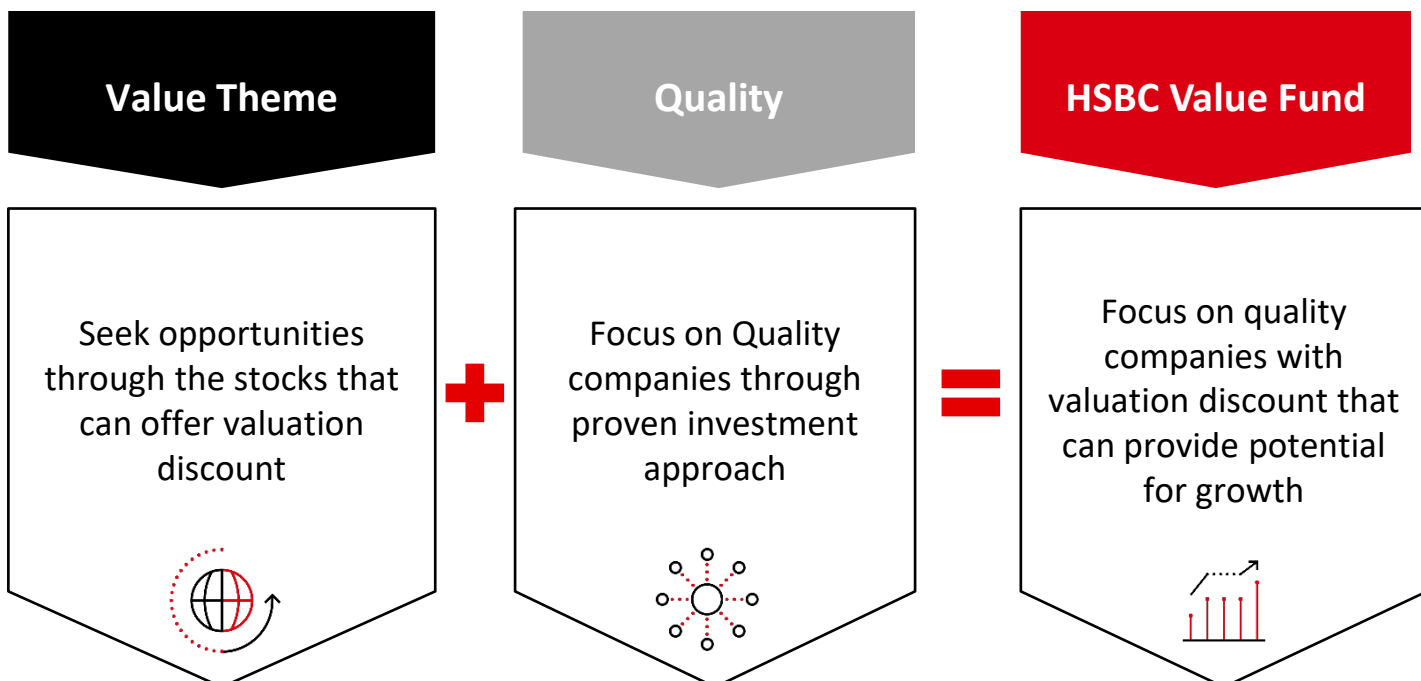 Value Theme
Quality
HSBC Value Fund
Seek opportunities
through the stocks that
can offer valuation
discount
Focus on Quality
companies through
proven investment
approach
Focus on quality
companies with
valuation discount that
can provide potential
for growth